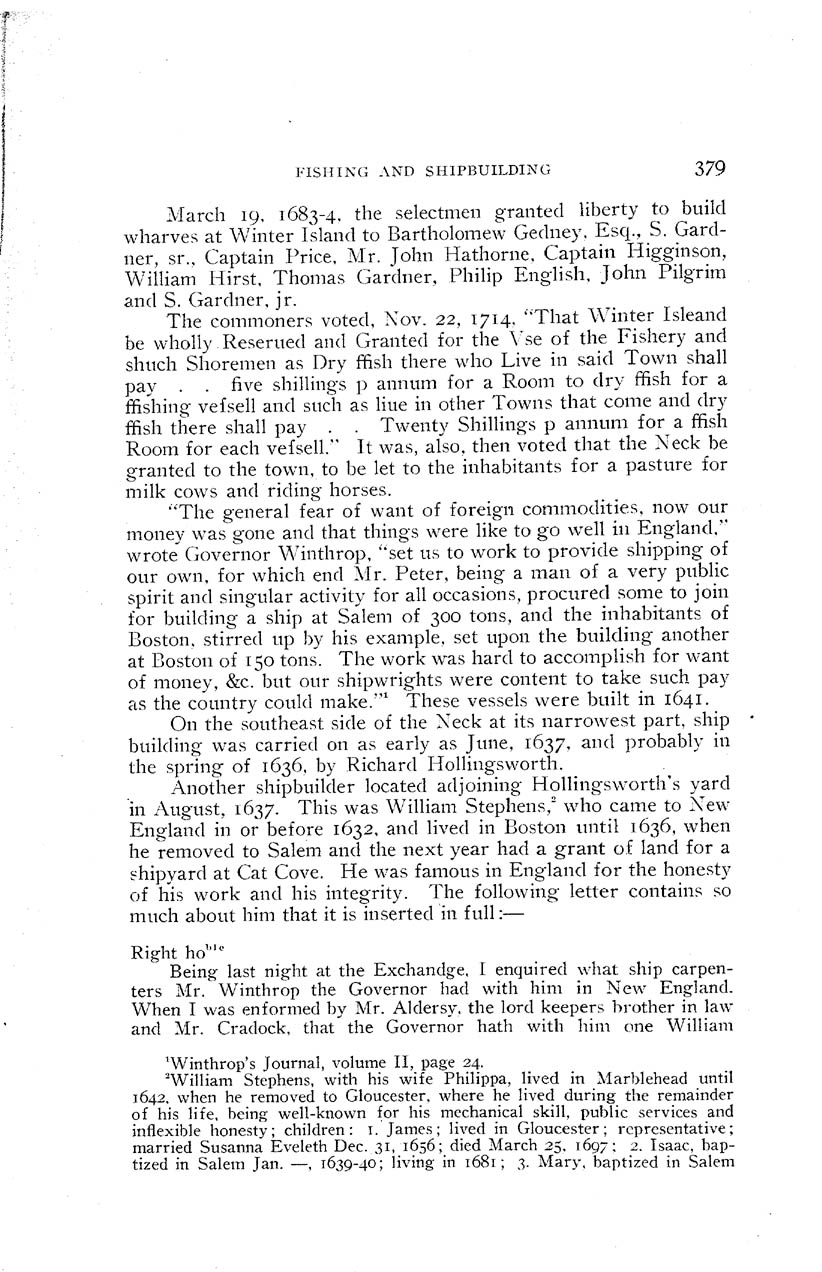 FISHING AND SHIPBUILDING 379
March 19, 1683-4, the selectmen granted liberty to build
wharves at Winter Island to Bartholomew Gedney, Esq., S. Gard-
ner, sr., Captain Price, Mr. John Hathorne, Captain Higginson,
William Hirst, Thomas Gardner, Philip English, John Pilgrim
and S. Gardner, jr.
The commoners voted, Nov. 22, 1714, "That Winter Isleand
be wholly Reserued and Granted for the Vse of the Fishery and
shuch Shoremen as Dry ffish there who Live in said Town shall
pay . . five shillings p annum for a Room to dry ffish for a
ffishing vefsell and such as liue in other Towns that come and dry
ffish there shall pay . . Twenty Shillings p annum for a ffish
Room for each vefsell." It was, also, then voted that the Neck be
granted to the town, to be let to the inhabitants for a pasture for
milk cows and riding horses.
"The general fear of want of foreign commodities, now our
money was gone and that things were like to go well in England,"
wrote Governor Winthrop, "set us to work to provide shipping of
our own, for which end Mr. Peter, being a man of a very public
spirit and singular activity for all occasions, procured some to join
for building a ship at Salem of 300 tons, and the inhabitants of
Boston, stirred up by his example, set upon the building another
at Boston of 150 tons. The work was hard to accomplish for want
of money, &c. but our shipwrights were content to take such pay
as the country could make."¹ These vessels were built in 1641.
On the southeast side of the Neck at its narrowest part, ship
building was carried on as early as June, 1637, and probably in
the spring of 1636, by Richard Hollingsworth.
Another shipbuilder located adjoining Hollingsworth's yard
in August, 1637. This was William Stephens,² who came to New
England in or before 1632, and lived in Boston until 1636, when
he removed to Salem and the next year had a grant of land for a
shipyard at Cat Cove. He was famous in England for the honesty
of his work and his integrity. The following letter contains so
much about him that it is inserted in full:—
Right hoᵇˡᵉ
Being last night at the Exchandge, I enquired what ship carpen-
ters Mr. Winthrop the Governor had with him in New England.
When I was enformed by Mr. Aldersy, the lord keepers brother in law
and Mr. Cradock, that the Governor hath with him one William
¹Winthrop's Journal, volume II, page 24.
²William Stephens, with his wife Philippa, lived in Marblehead until
1642, when he removed to Gloucester, where he lived during the remainder
of his life, being well-known for his mechanical skill, public services and
inflexible honesty; children: 1. James; lived in Gloucester; representative;
married Susanna Eveleth Dec. 31, 1656; died March 25, 1697; 2. Isaac, bap-
tized in Salem Jan. —, 1639-40; living in 1681; 3. Mary, baptized in Salem